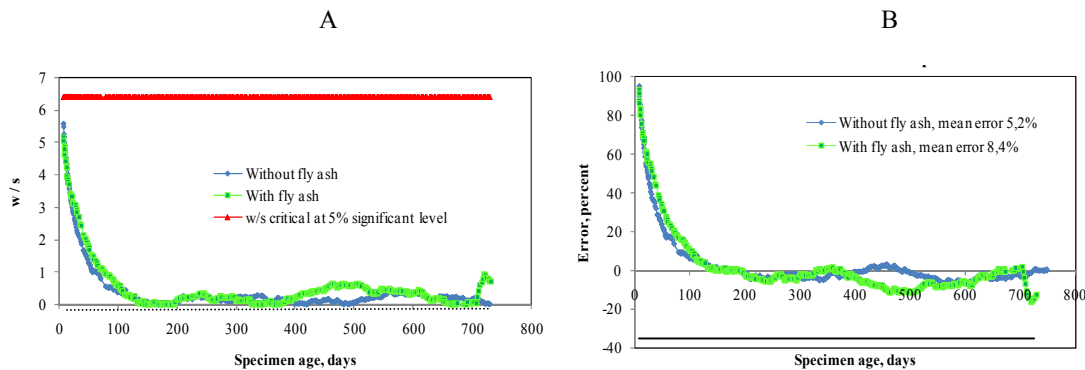 A
7
6
5
4
3
2
1
0
w / s
Without fly ash
With fly ash
w/s critical at 5% significant level
0 100 200 300 400 500 600 700 800
Specimen age, days
B
100
80
60
40
20
0
-20
-40
Error, percent
Without fly ash, mean error 5,2%
With fly ash, mean error 8,4%
0 100 200 300 400 500 600 700 800
Specimen age, days